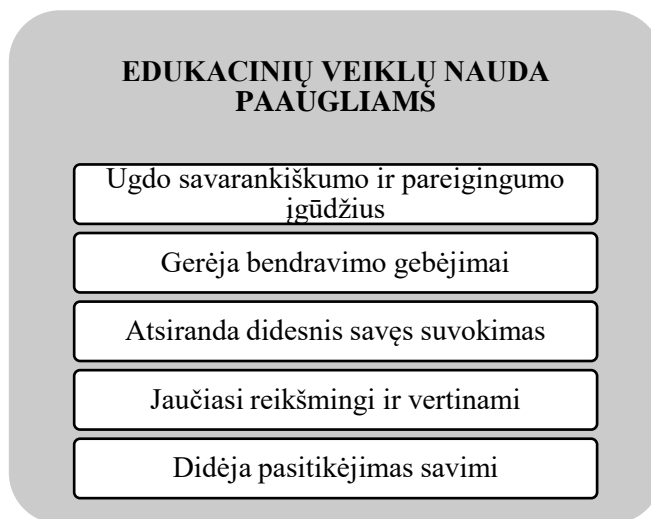 EDUKACINIŲ VEIKLŲ NAUDA
PAAUGLIAMS
Ugdo savarankiškumo ir pareigingumo
įgūdžius
Gerėja bendravimo gebėjimai
Atsiranda didesnis savęs suvokimas
Jaučiasi reikšmingi ir vertinami
Didėja pasitikėjimas savimi